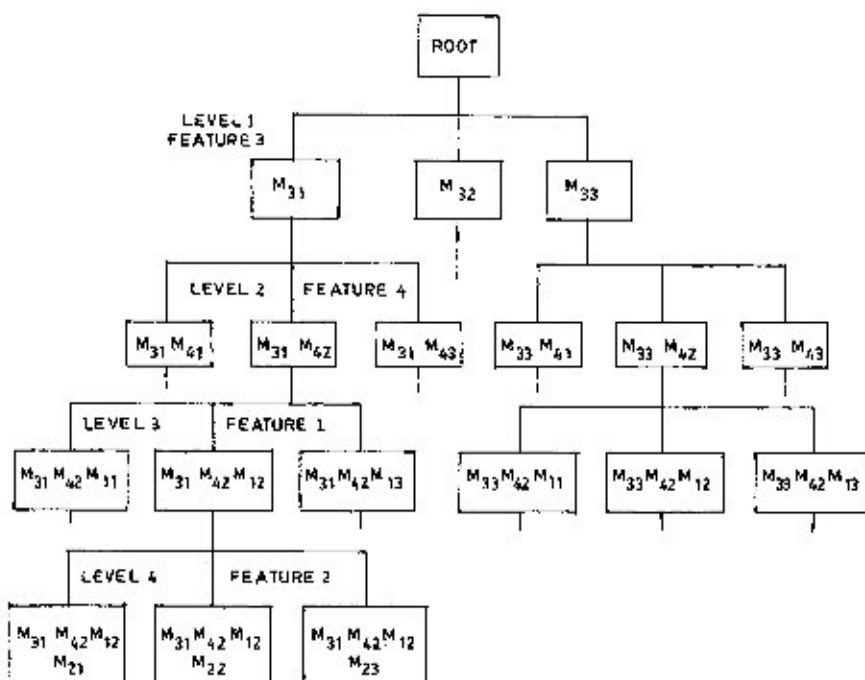 ROOT
LEVEL 1
FEATURE 3
M31 M32 M33
LEVEL 2 FEATURE 4
M31 M41 M31 M42 M31 M43 M33 M41 M33 M42 M33 M43
LEVEL 3 FEATURE 1
M31 M42 M11 M31 M42 M12 M31 M42 M13 M33 M42 M11 M33 M42 M12 M33 M42 M13
LEVEL 4 FEATURE 2
M31 M42 M12 M31 M42 M12 M31 M42 M12
M21 M22 M23